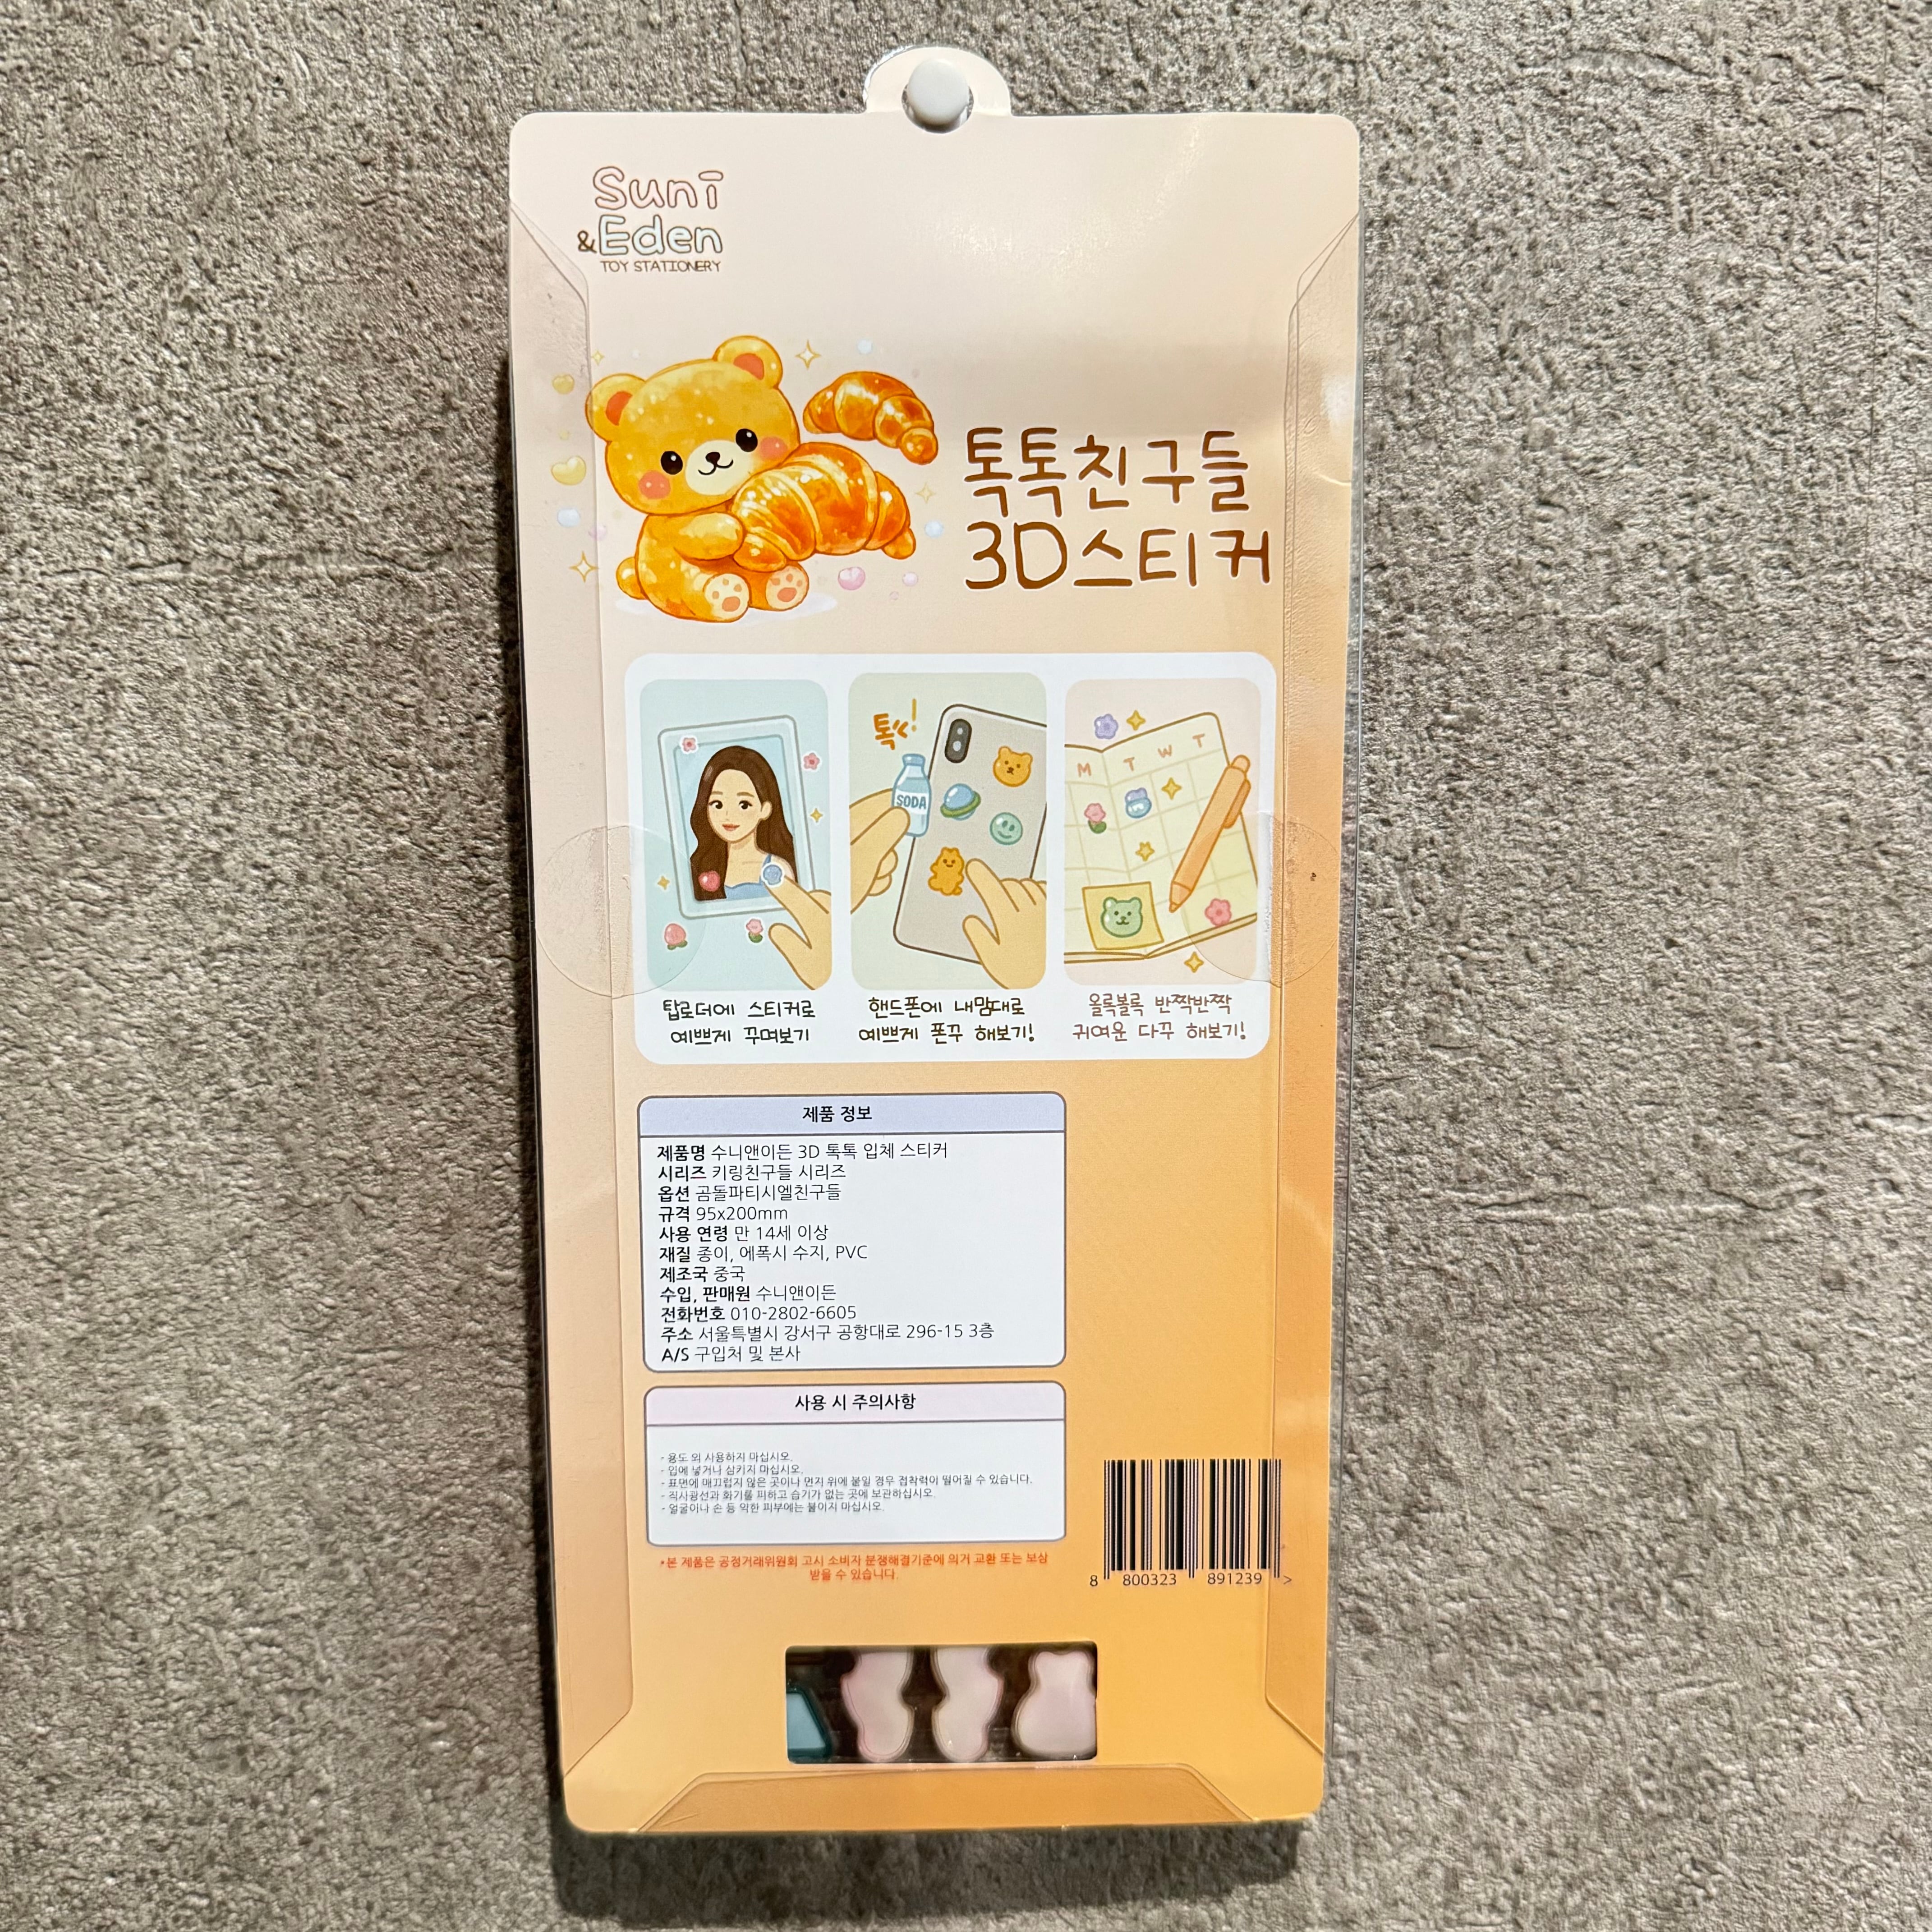 Suni
&Eden
TOY STATIONERY
톡톡친구들
3D스티커
톡!
SODA
M T W T
탑로더에 스티커로
예쁘게 꾸며보기
핸드폰에 내맘대로
예쁘게 폰꾸 해보기!
올록볼록 반짝반짝
귀여운 다꾸 해보기!
제품 정보
제품명 수니앤이든 3D 톡톡 입체 스티커
시리즈 키링친구들 시리즈
옵션 곰돌파티시엘친구들
규격 95x200mm
사용 연령 만 14세 이상
재질 종이, 에폭시 수지, PVC
제조국 중국
수입, 판매원 수니앤이든
전화번호 010-2802-6605
주소 서울특별시 강서구 공항대로 296-15 3층
A/S 구입처 및 본사
사용 시 주의사항
- 용도 외 사용하지 마십시오.
- 입에 넣거나 삼키지 마십시오.
- 표면에 매끄럽지 않은 곳이나 먼지 위에 붙일 경우 접착력이 떨어질 수 있습니다.
- 직사광선과 화기를 피하고 습기가 없는 곳에 보관하십시오.
- 얼굴이나 손 등 약한 피부에는 붙이지 마십시오.
*본 제품은 공정거래위원회 고시 소비자 분쟁해결기준에 의거 교환 또는 보상
받을 수 있습니다.
8 800323 891239 >